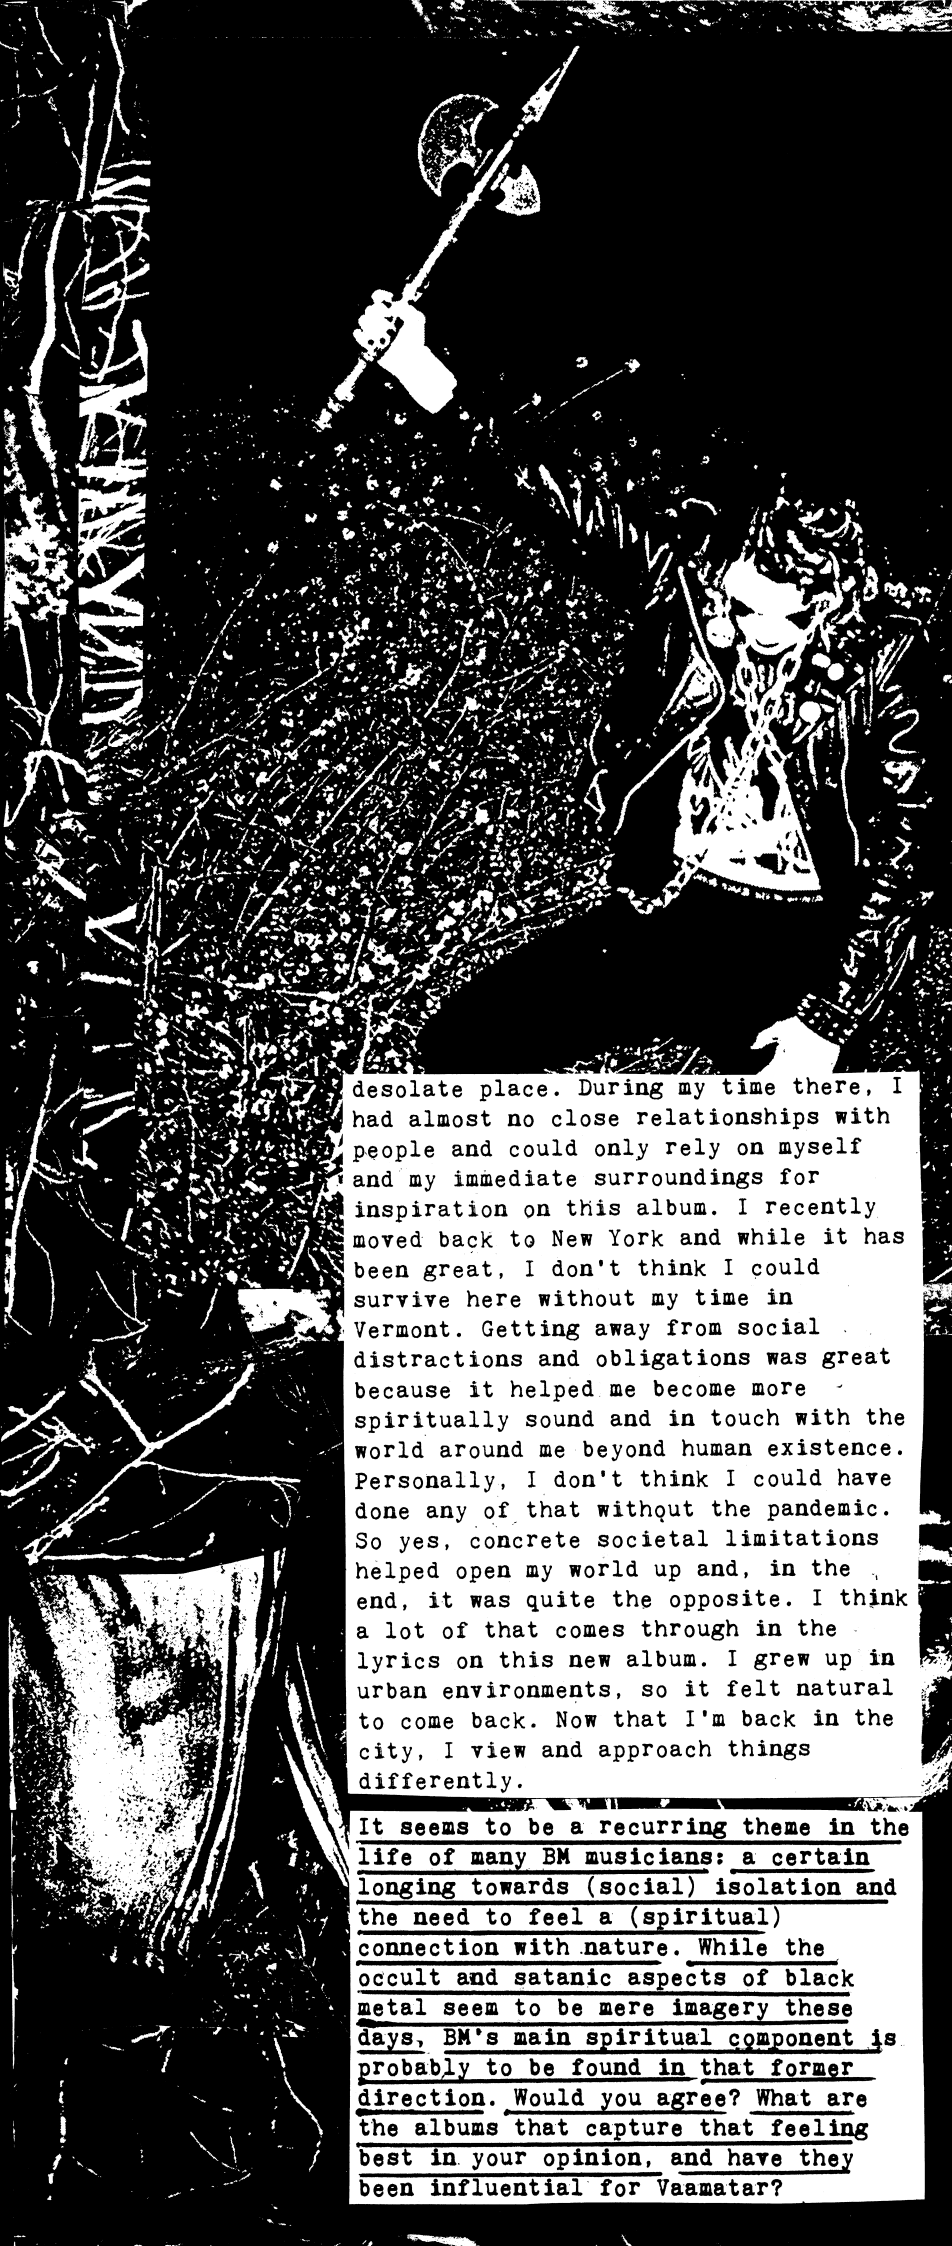 desolate place. During my time there, I
had almost no close relationships with
people and could only rely on myself
and my immediate surroundings for
inspiration on this album. I recently
moved back to New York and while it has
been great, I don't think I could
survive here without my time in
Vermont. Getting away from social
distractions and obligations was great
because it helped me become more
spiritually sound and in touch with the
world around me beyond human existence.
Personally, I don't think I could have
done any of that without the pandemic.
So yes, concrete societal limitations
helped open my world up and, in the
end, it was quite the opposite. I think
a lot of that comes through in the
lyrics on this new album. I grew up in
urban environments, so it felt natural
to come back. Now that I'm back in the
city, I view and approach things
differently.
It seems to be a recurring theme in the
life of many BM musicians: a certain
longing towards (social) isolation and
the need to feel a (spiritual)
connection with nature. While the
occult and satanic aspects of black
metal seem to be mere imagery these
days, BM's main spiritual component is
probably to be found in that former
direction. Would you agree? What are
the albums that capture that feeling
best in your opinion, and have they
been influential for Vaamatar?